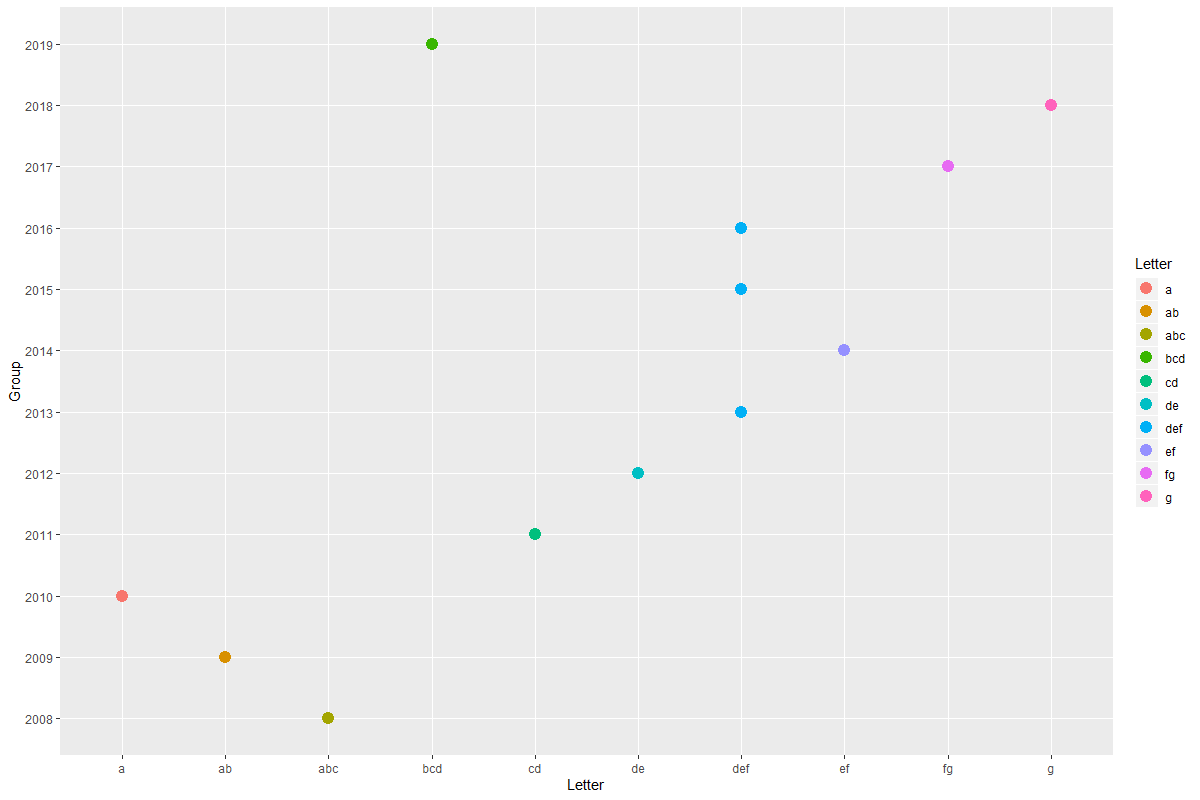 2019
2018
2017
2016
2015
2014
2013
2012
2011
2010
2009
2008
Group
a ab abc bcd cd de def ef fg g
Letter
Letter
a
ab
abc
bcd
cd
de
def
ef
fg
g